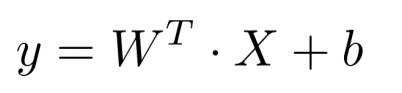 y = W^T · X + b